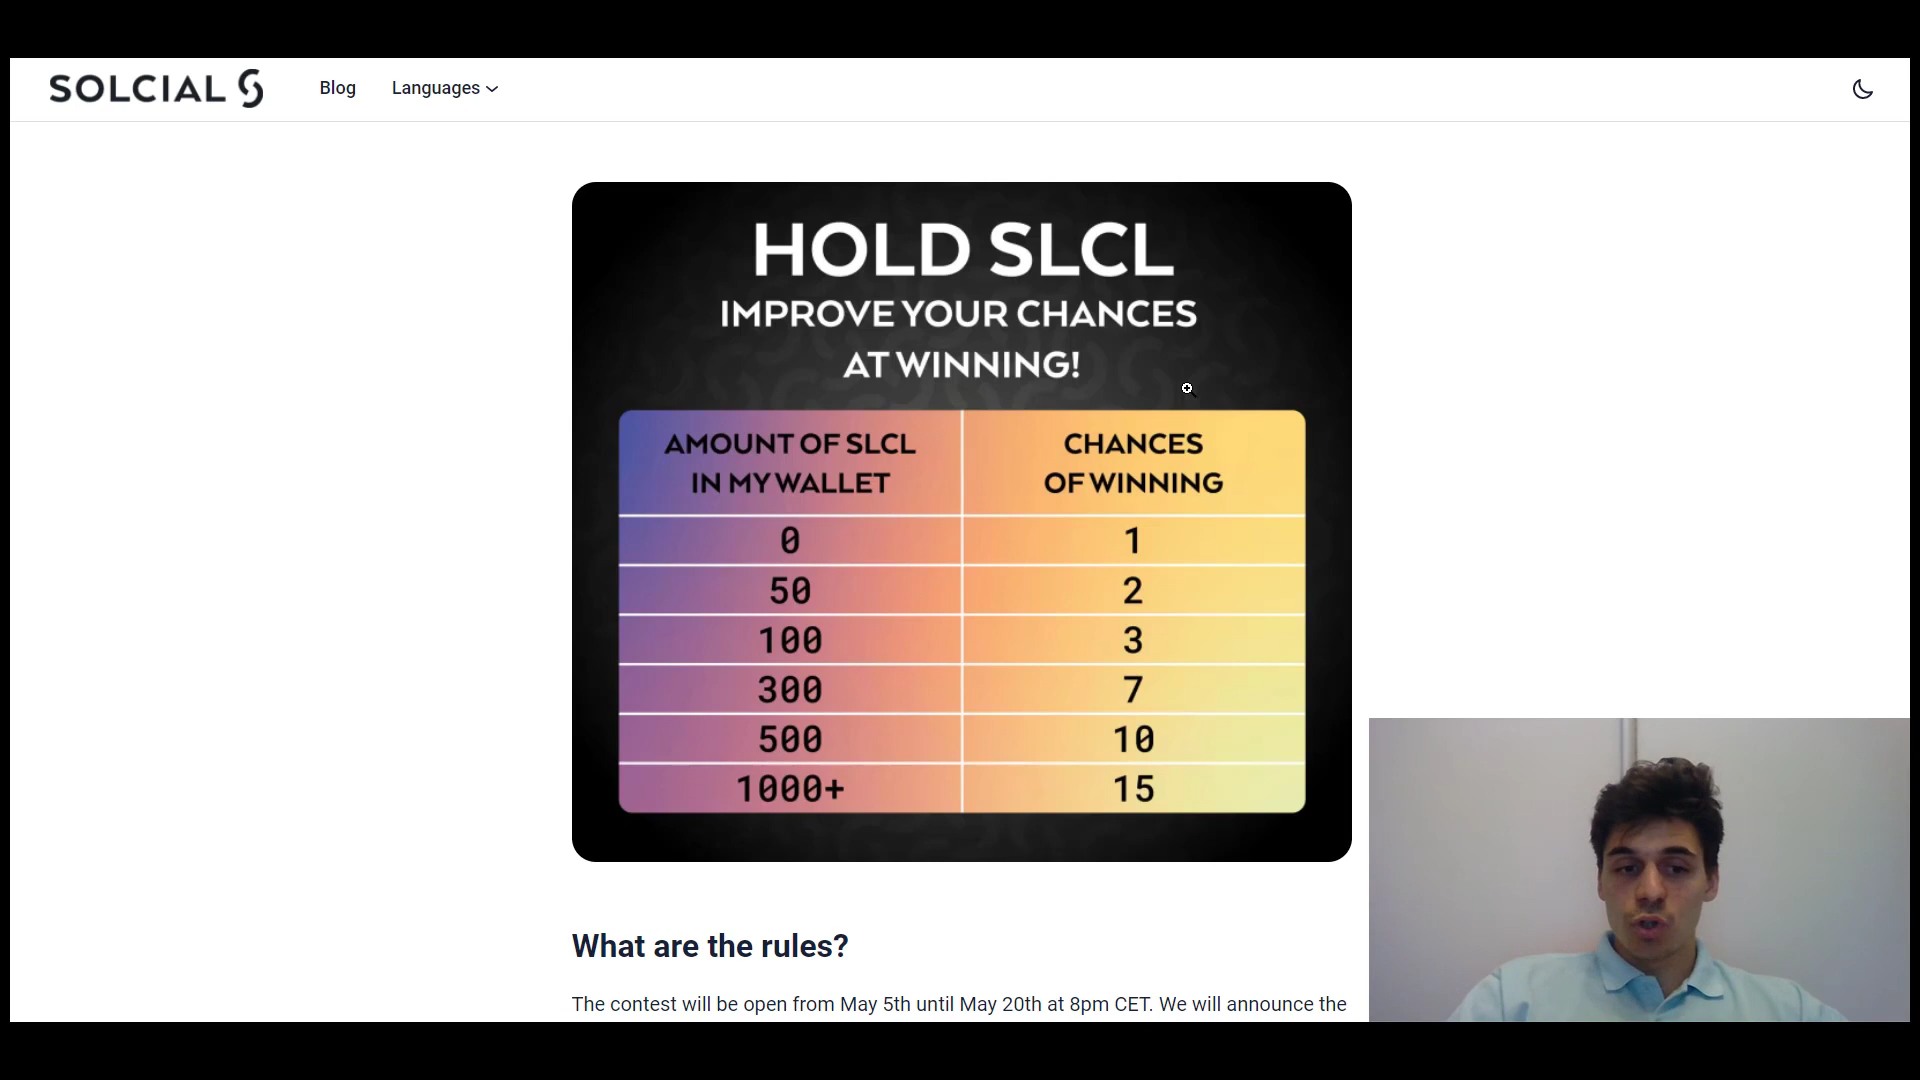 SOLCIAL
Blog
Languages
HOLD SLCL
IMPROVE YOUR CHANCES
AT WINNING!
AMOUNT OF SLCL
IN MY WALLET
CHANCES
OF WINNING
0
1
50
2
100
3
300
7
500
10
1000+
15
What are the rules?
The contest will be open from May 5th until May 20th at 8pm CET. We will announce the